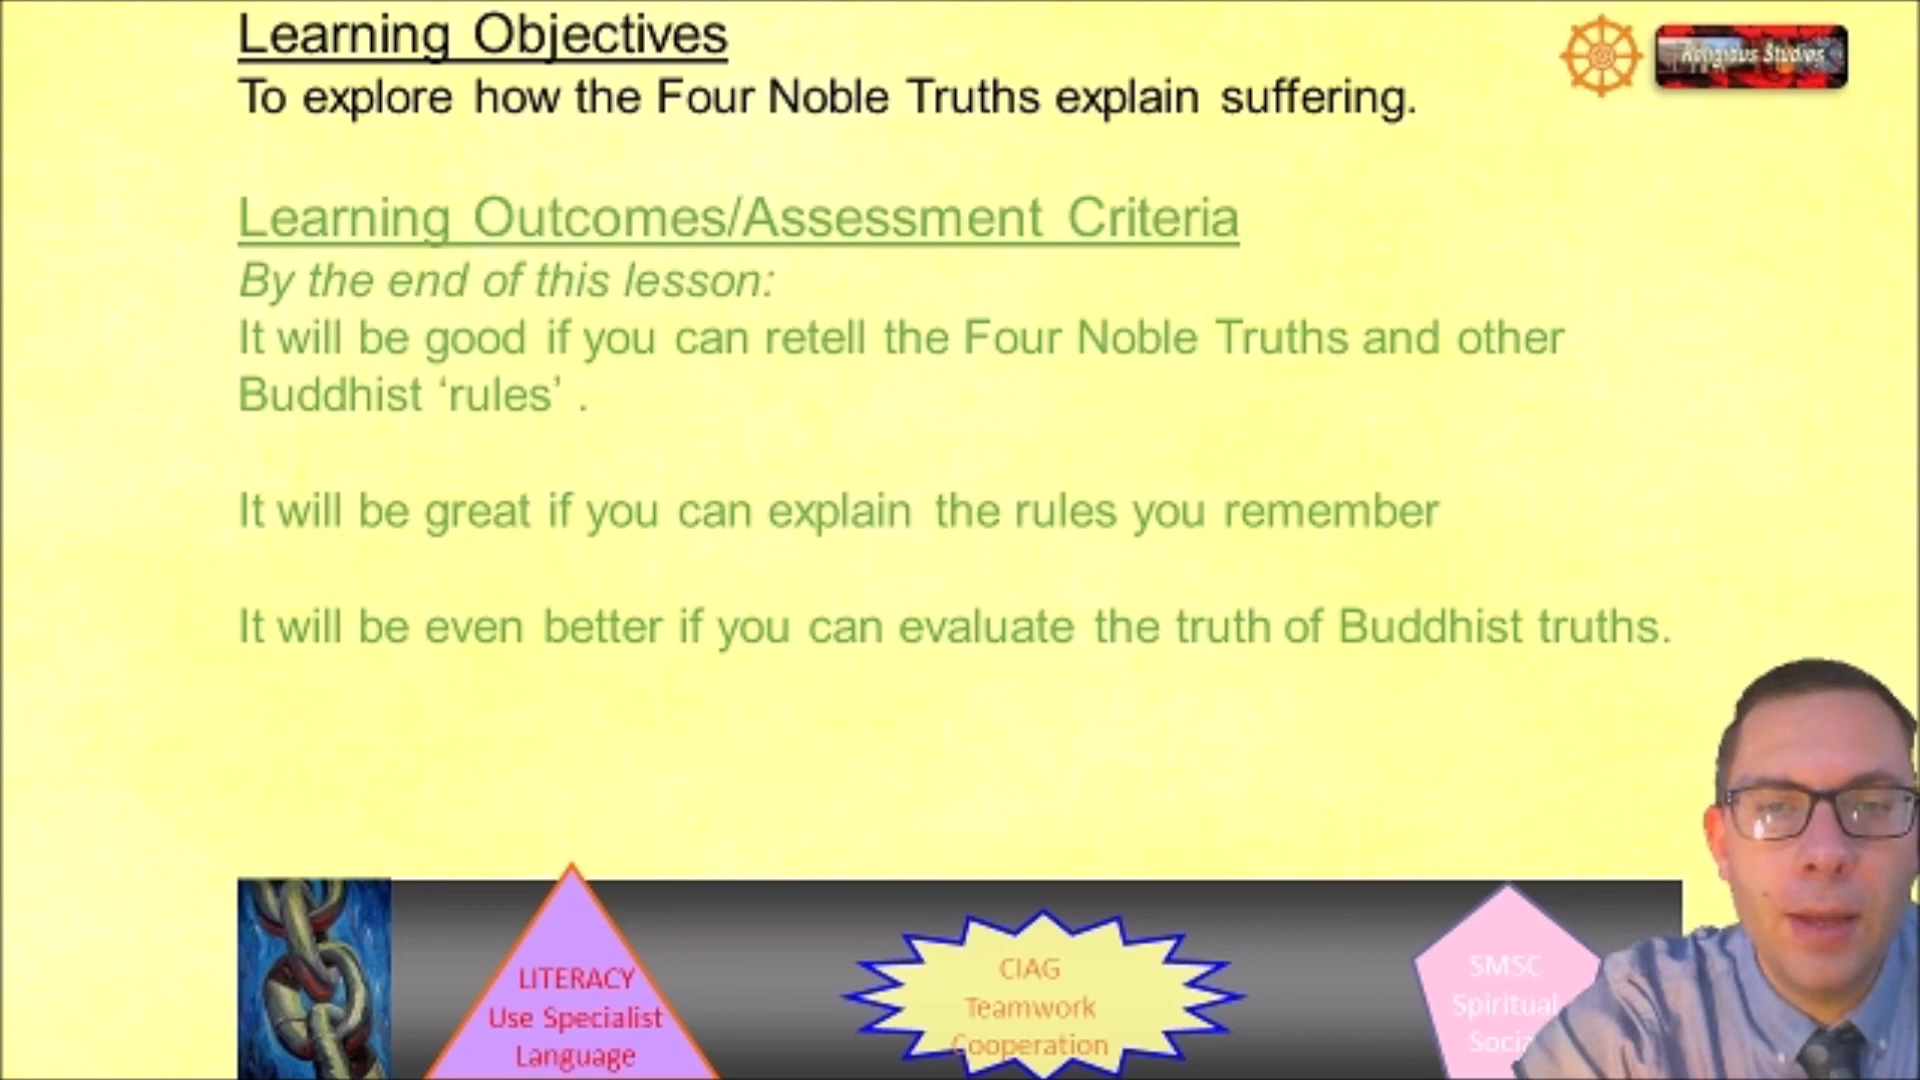 Learning Objectives
To explore how the Four Noble Truths explain suffering.
Religious Studies
Learning Outcomes/Assessment Criteria
By the end of this lesson:
It will be good if you can retell the Four Noble Truths and other
Buddhist ‘rules’ .
It will be great if you can explain the rules you remember
It will be even better if you can evaluate the truth of Buddhist truths.
LITERACY
Use Specialist
Language
CIAG
Teamwork
Cooperation
SMSC
Spiritual